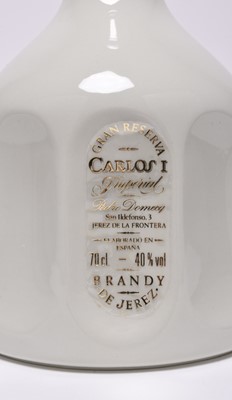 GRAN RESERVA
CARLOS I
Imperial
Pedro Domecq
San Ildefonso, 3
JEREZ DE LA FRONTERA
ELABORADO EN
ESPAÑA
70 cl. — 40% vol
BRANDY
DE JEREZ